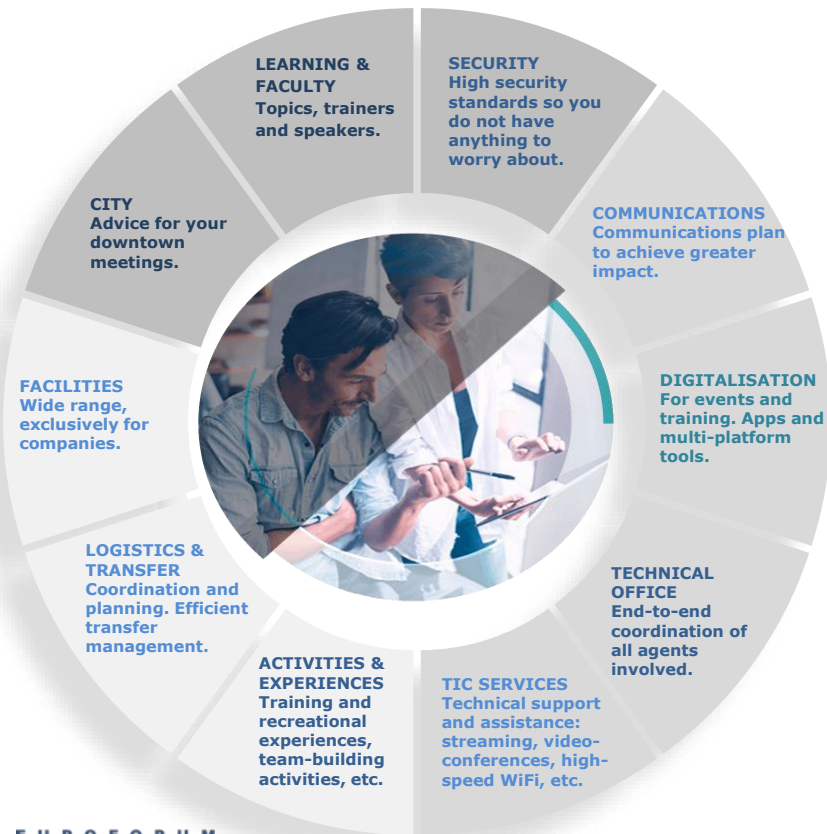 LEARNING &
FACULTY
Topics, trainers
and speakers.
SECURITY
High security
standards so you
do not have
anything to
worry about.
COMMUNICATIONS
Communications plan
to achieve greater
impact.
DIGITALISATION
For events and
training. Apps and
multi-platform
tools.
TECHNICAL
OFFICE
End-to-end
coordination of
all agents
involved.
TIC SERVICES
Technical support
and assistance:
streaming, video-
conferences, high-
speed WiFi, etc.
ACTIVITIES &
EXPERIENCES
Training and
recreational
experiences,
team-building
activities, etc.
LOGISTICS &
TRANSFER
Coordination and
planning. Efficient
transfer
management.
FACILITIES
Wide range,
exclusively for
companies.
CITY
Advice for your
downtown
meetings.
EUROFORUM